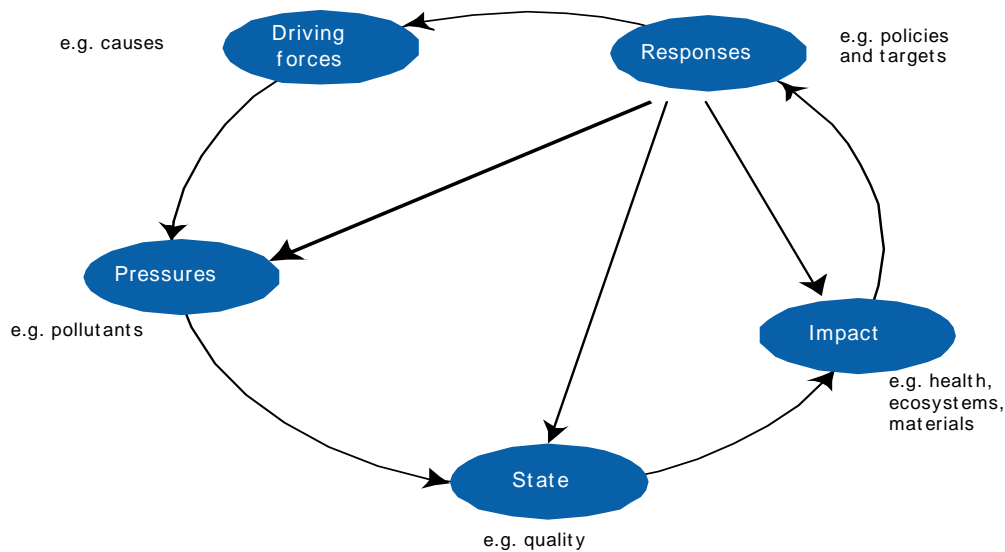 e.g. causes
Driving
forces
Responses
e.g. policies
and targets
Pressures
e.g. pollutants
Impact
e.g. health,
ecosystems,
materials
State
e.g. quality